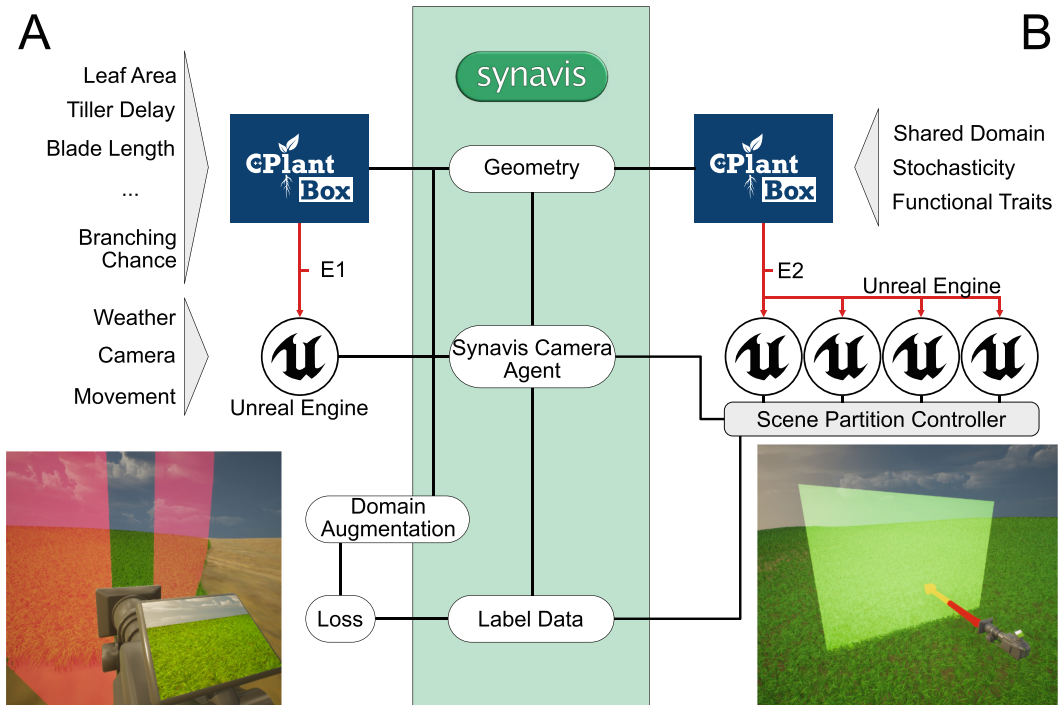 A
B
synavis
Leaf Area
Tiller Delay
Blade Length
...
Branching
Chance
CPlant
Box
Geometry
CPlant
Box
Shared Domain
Stochasticity
Functional Traits
E1
E2
Unreal Engine
Weather
Camera
Movement
Unreal Engine
Synavis Camera
Agent
Scene Partition Controller
Domain
Augmentation
Loss
Label Data